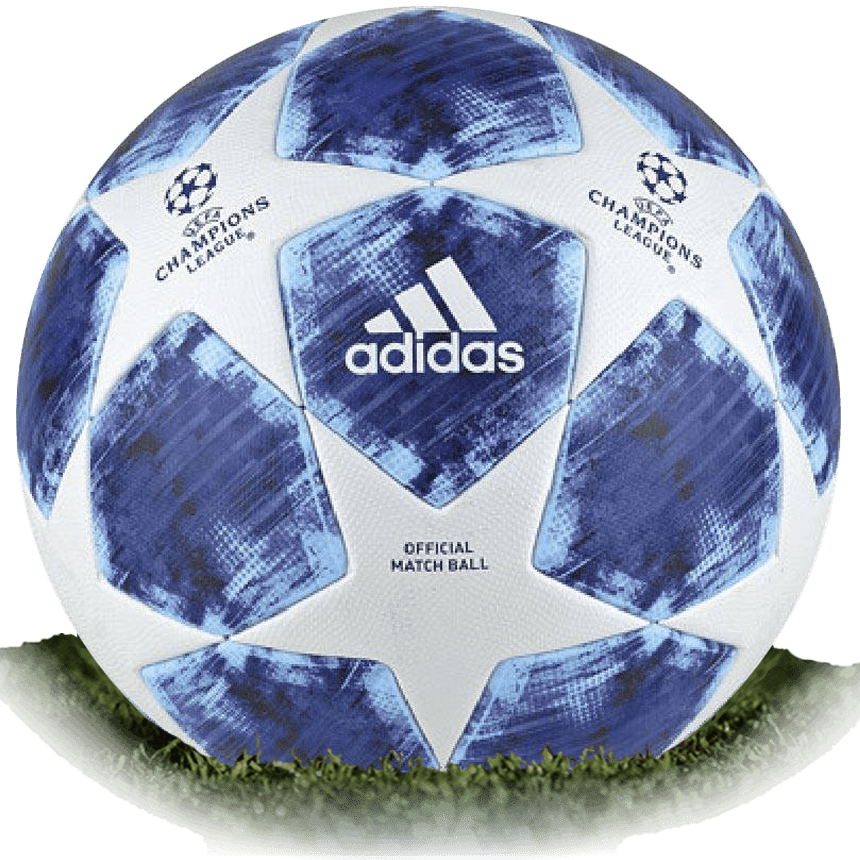 UEFA
CHAMPIONS
LEAGUE®
UEFA
CHAMPIONS
LEAGUE®
adidas
OFFICIAL
MATCH BALL